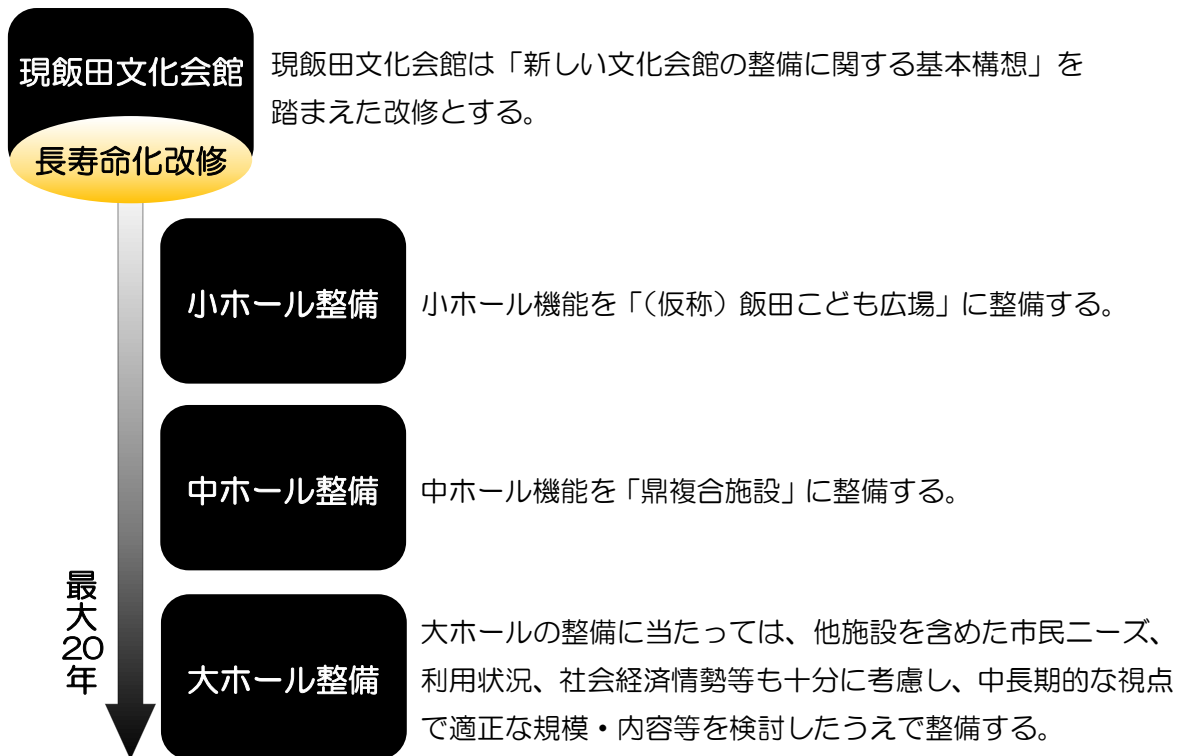 現飯田文化会館
長寿命化改修
現飯田文化会館は「新しい文化会館の整備に関する基本構想」を
踏まえた改修とする。
小ホール整備
小ホール機能を「(仮称) 飯田こども広場」に整備する。
中ホール整備
中ホール機能を「鼎複合施設」に整備する。
最大20年
大ホール整備
大ホールの整備に当たっては、他施設を含めた市民ニーズ、
利用状況、社会経済情勢等も十分に考慮し、中長期的な視点
で適正な規模・内容等を検討したうえで整備する。